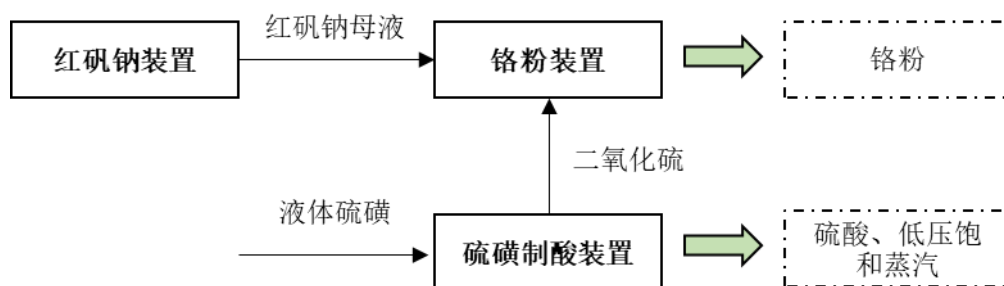 红矾钠母液
红矾钠装置
铬粉装置
铬粉
二氧化硫
液体硫磺
硫磺制酸装置
硫酸、低压饱
和蒸汽